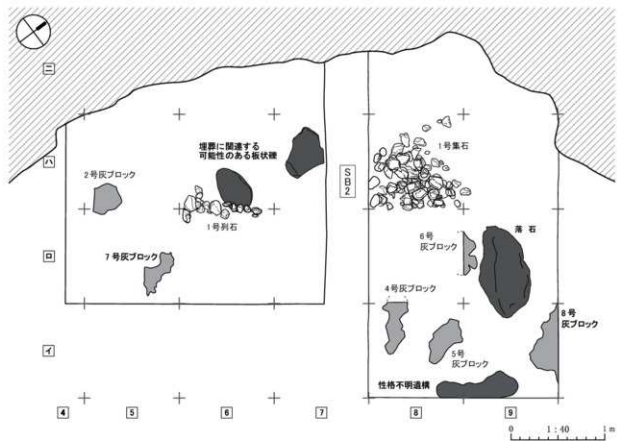 ニ
ハ
ロ
イ
2号灰ブロック
7号灰ブロック
埋葬に関連する
可能性のある板状礫
1号列石
SB2
1号集石
6号
灰ブロック
落石
4号灰ブロック
5号
灰ブロック
8号
灰ブロック
性格不明遺構
4
5
6
7
8
9
0 1:40 1m